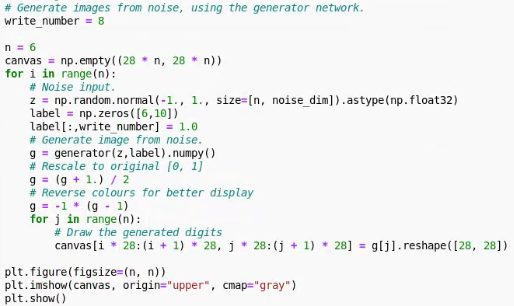 # Generate images from noise, using the generator network.
write_number = 8

n = 6
canvas = np.empty((28 * n, 28 * n))
for i in range(n):
    # Noise input.
    z = np.random.normal(-1., 1., size=[n, noise_dim]).astype(np.float32)
    label = np.zeros([6,10])
    label[:,write_number] = 1.0
    # Generate image from noise.
    g = generator(z,label).numpy()
    # Rescale to original [0, 1]
    g = (g + 1.) / 2
    # Reverse colours for better display
    g = -1 * (g - 1)
    for j in range(n):
        # Draw the generated digits
        canvas[i * 28:(i + 1) * 28, j * 28:(j + 1) * 28] = g[j].reshape([28, 28])

plt.figure(figsize=(n, n))
plt.imshow(canvas, origin="upper", cmap="gray")
plt.show()